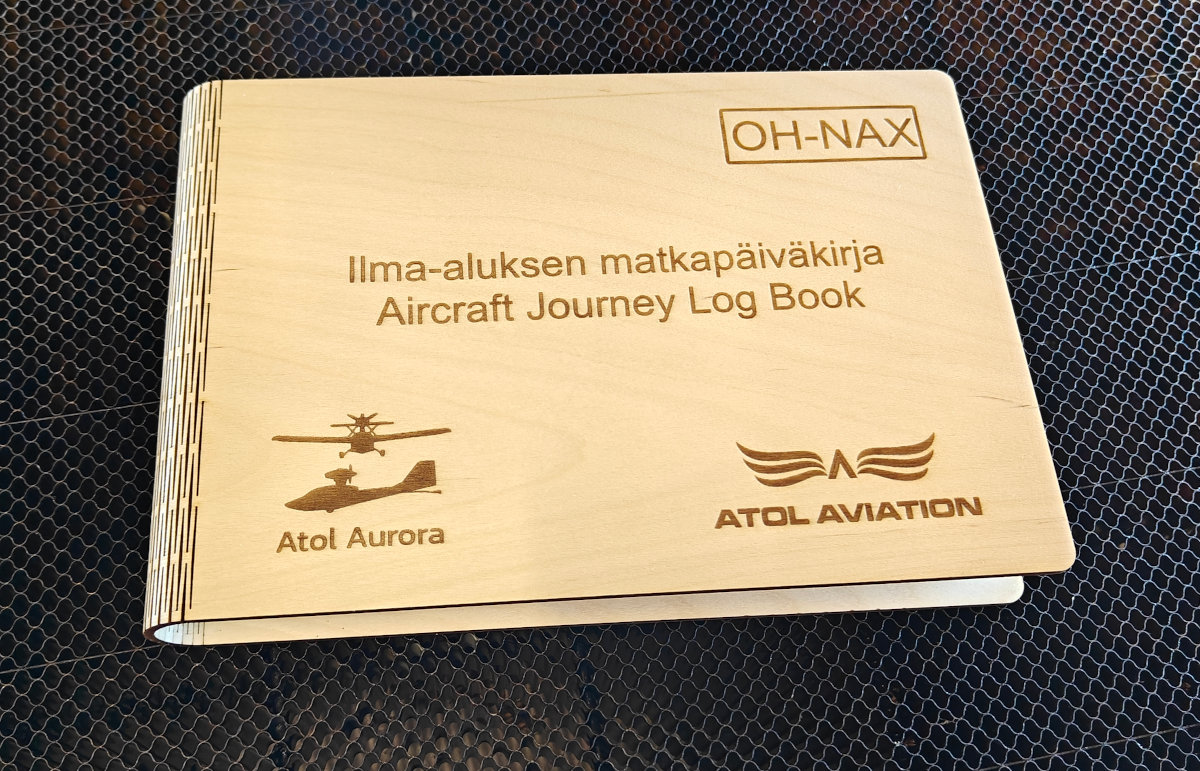 OH-NAX
Ilma-aluksen matkapäiväkirja
Aircraft Journey Log Book
Atol Aurora
ATOL AVIATION